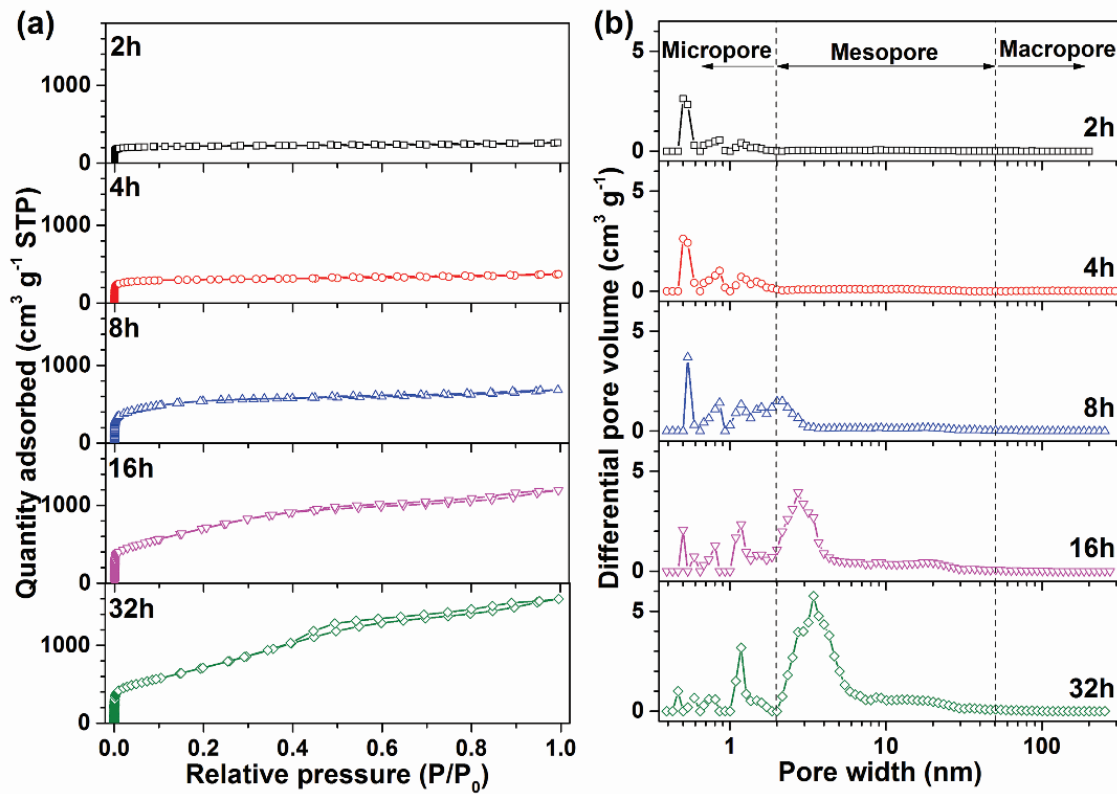 (a)
2h
1000
0
4h
1000
0
8h
1000
0
16h
1000
0
32h
1000
0
0.0 0.2 0.4 0.6 0.8 1.0
Relative pressure (P/P0)
Quantity adsorbed (cm3 g-1 STP)
(b)
Micropore Mesopore Macropore
5
0
2h
5
0
4h
5
0
8h
5
0
16h
5
0
32h
1 10 100
Pore width (nm)
Differential pore volume (cm3 g-1)